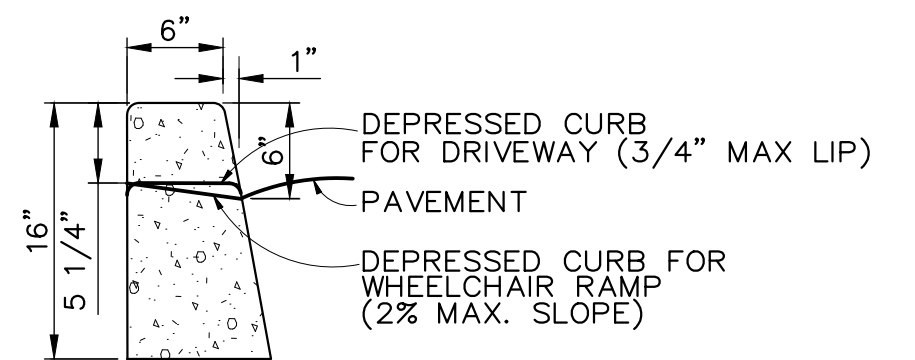 6”
1”
DEPRESSED CURB
FOR DRIVEWAY (3/4” MAX LIP)
6”
PAVEMENT
16”
5 1/4”
DEPRESSED CURB FOR
WHEELCHAIR RAMP
(2% MAX. SLOPE)